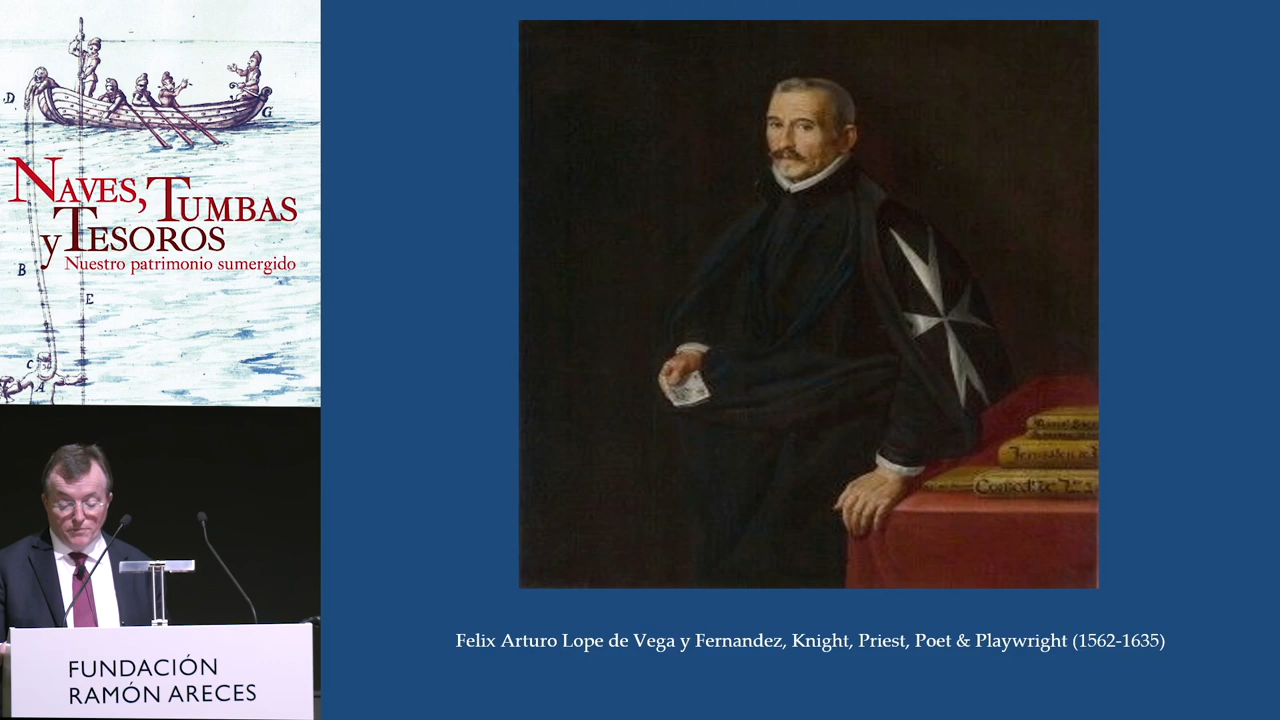 D
G
NAVES, TUMBAS
y TESOROS
Nuestro patrimonio sumergido
B
E
C
A
FUNDACIÓN
RAMÓN ARECES
Felix Arturo Lope de Vega y Fernandez, Knight, Priest, Poet & Playwright (1562-1635)